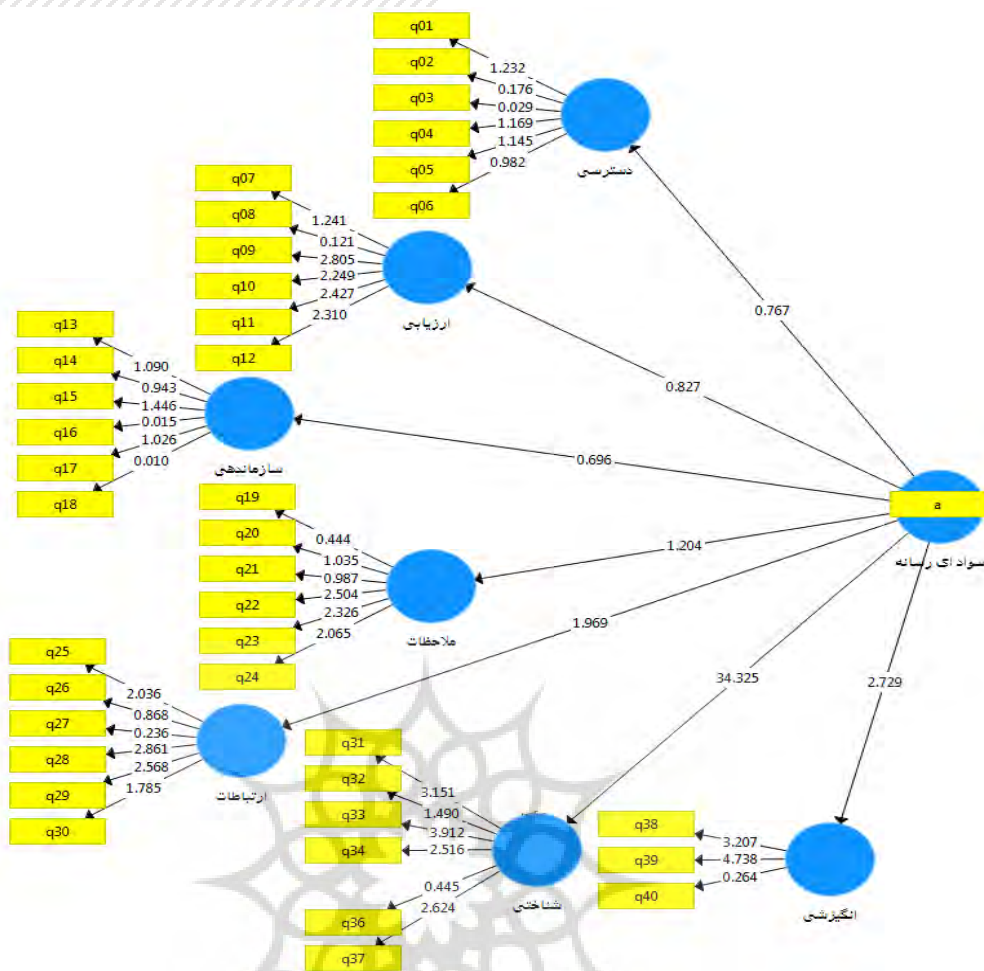 q01
q02
q03
q04
q05
q06
1.232
0.176
0.029
1.169
1.145
0.982
دسترسی
q07
q08
q09
q10
q11
q12
1.241
0.121
2.805
2.249
2.427
2.310
ارزیابی
q13
q14
q15
q16
q17
q18
1.090
0.943
1.446
0.015
1.026
0.010
سازماندهی
q19
q20
q21
q22
q23
q24
0.444
1.035
0.987
2.504
2.326
2.065
ملاحظات
q25
q26
q27
q28
q29
q30
2.036
0.868
0.236
2.861
2.568
1.785
ارتباطات
q31
q32
q33
q34
q36
q37
3.151
1.490
3.912
2.516
0.445
2.624
شناختی
q38
q39
q40
3.207
4.738
0.264
انگیزشی
0.767
0.827
0.696
1.204
1.969
34.325
2.729
a
سواد ای رسانه